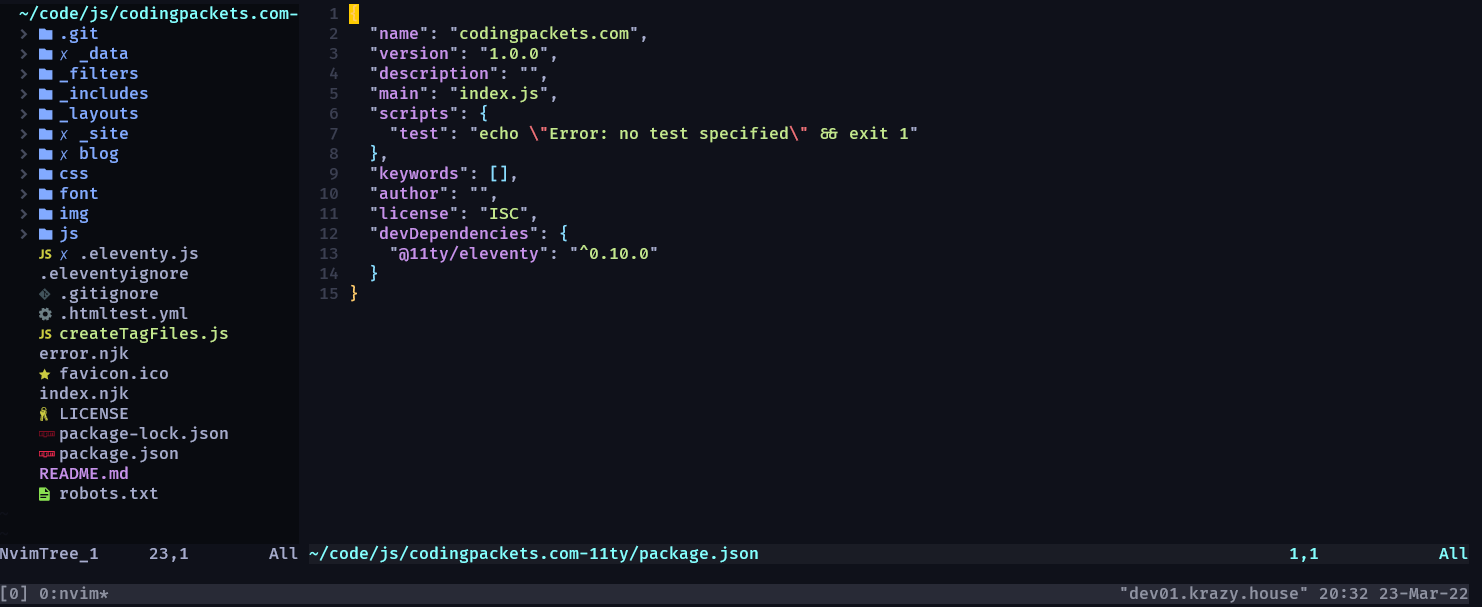 ~/code/js/codingpackets.com-
.git
✗ _data
_filters
_includes
_layouts
✗ _site
✗ blog
css
font
img
js
JS ✗ .eleventy.js
.eleventyignore
.gitignore
.htmltest.yml
JS createTagFiles.js
error.njk
favicon.ico
index.njk
LICENSE
package-lock.json
package.json
README.md
robots.txt
1 {
2 "name": "codingpackets.com",
3 "version": "1.0.0",
4 "description": "",
5 "main": "index.js",
6 "scripts": {
7 "test": "echo \"Error: no test specified\" && exit 1"
8 },
9 "keywords": [],
10 "author": "",
11 "license": "ISC",
12 "devDependencies": {
13 "@11ty/eleventy": "^0.10.0"
14 }
15 }
NvimTree_1 23,1 All ~/code/js/codingpackets.com-11ty/package.json 1,1 All
[0] 0:nvim* "dev01.krazy.house" 20:32 23-Mar-22